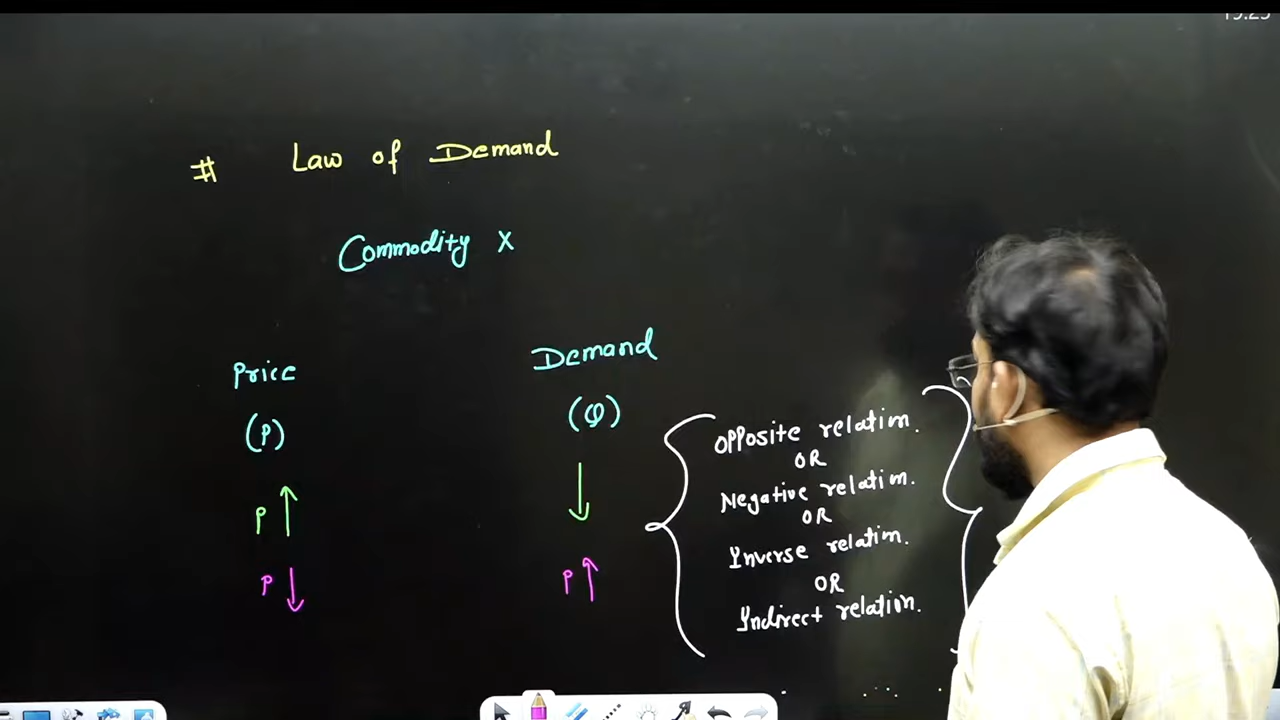 # Law of Demand
Commodity X
Price Demand
(P) (Q)
P ↑ ↓
P ↓ P ↑
Opposite relation.
OR
Negative relation.
OR
Inverse relation.
OR
Indirect relation.